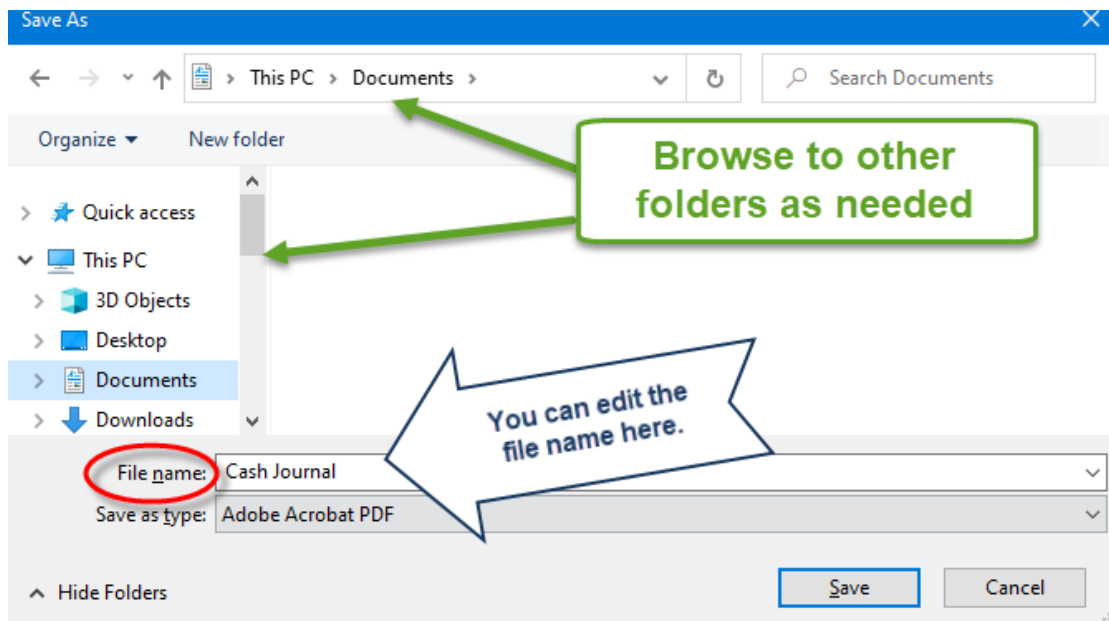 Save As
This PC > Documents >
Search Documents
Organize
New folder
Browse to other
folders as needed
Quick access
This PC
3D Objects
Desktop
Documents
Downloads
You can edit the
file name here.
File name: Cash Journal
Save as type: Adobe Acrobat PDF
Hide Folders
Save
Cancel